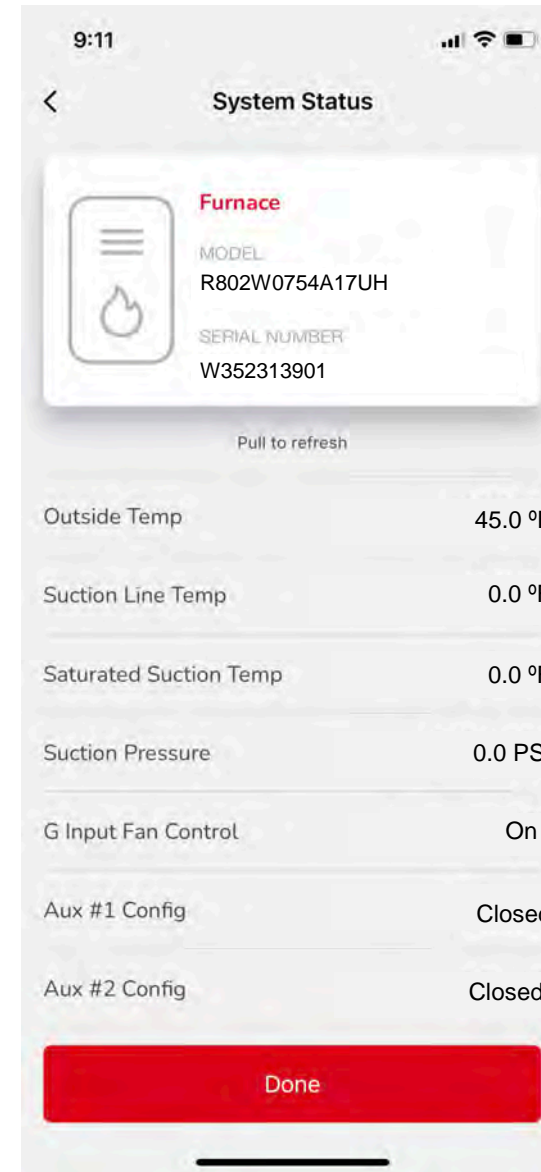 9:11
System Status
Furnace
MODEL
R802W0754A17UH
SERIAL NUMBER
W352313901
Pull to refresh
Outside Temp 45.0
Suction Line Temp 0.0
Saturated Suction Temp 0.0
Suction Pressure 0.0 PS
G Input Fan Control On
Aux #1 Config Close
Aux #2 Config Closed
Done